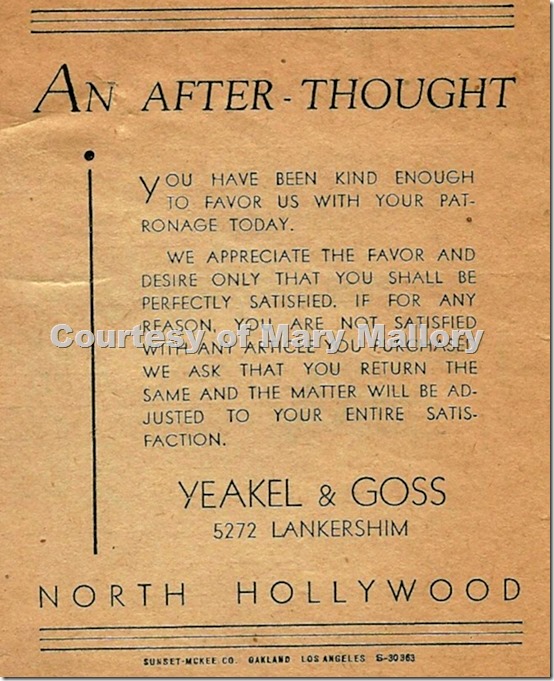 AN AFTER-THOUGHT
YOU HAVE BEEN KIND ENOUGH
TO FAVOR US WITH YOUR PAT-
RONAGE TODAY.
WE APPRECIATE THE FAVOR AND
DESIRE ONLY THAT YOU SHALL BE
PERFECTLY SATISFIED. IF FOR ANY
REASON, YOU ARE NOT SATISFIED
Courtesy of Mary Mallory
WITH ANY ARTICLE YOU PURCHASED
WE ASK THAT YOU RETURN THE
SAME AND THE MATTER WILL BE AD-
JUSTED TO YOUR ENTIRE SATIS-
FACTION.
YEAKEL & GOSS
5272 LANKERSHIM
NORTH HOLLYWOOD
SUNSET-MCKEE CO. OAKLAND LOS ANGELES S-30363